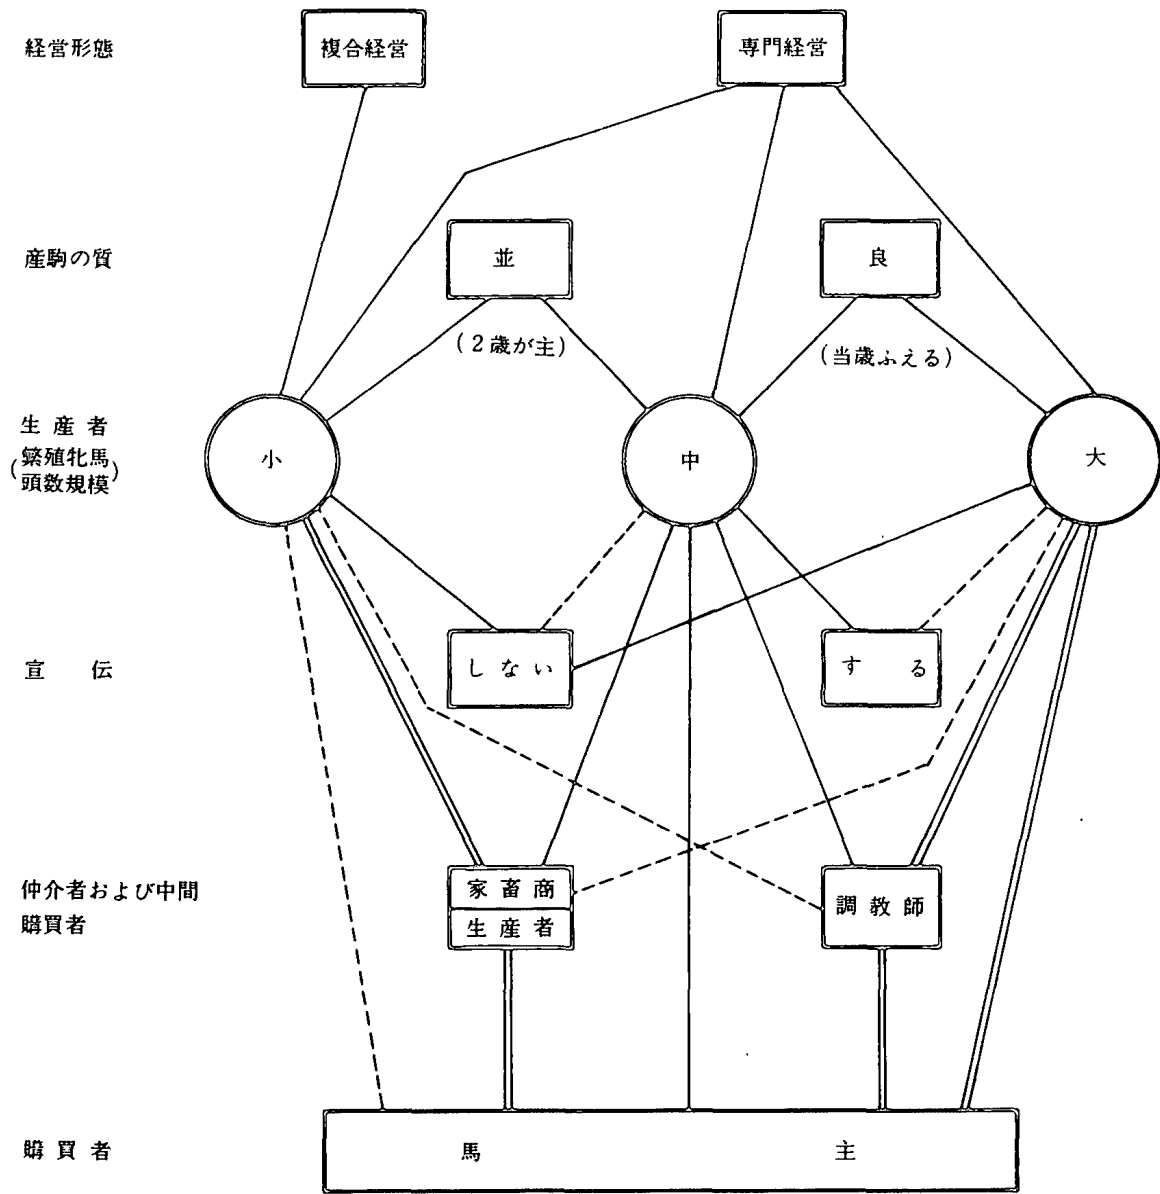 経営形態
複合経営
専門経営
産駒の質
並
良
(2歳が主)
(当歳ふえる)
生産者
(繁殖牝馬
頭数規模)
小
中
大
宣伝
しない
する
仲介者および中間
購買者
家畜商
生産者
調教師
購買者
馬主